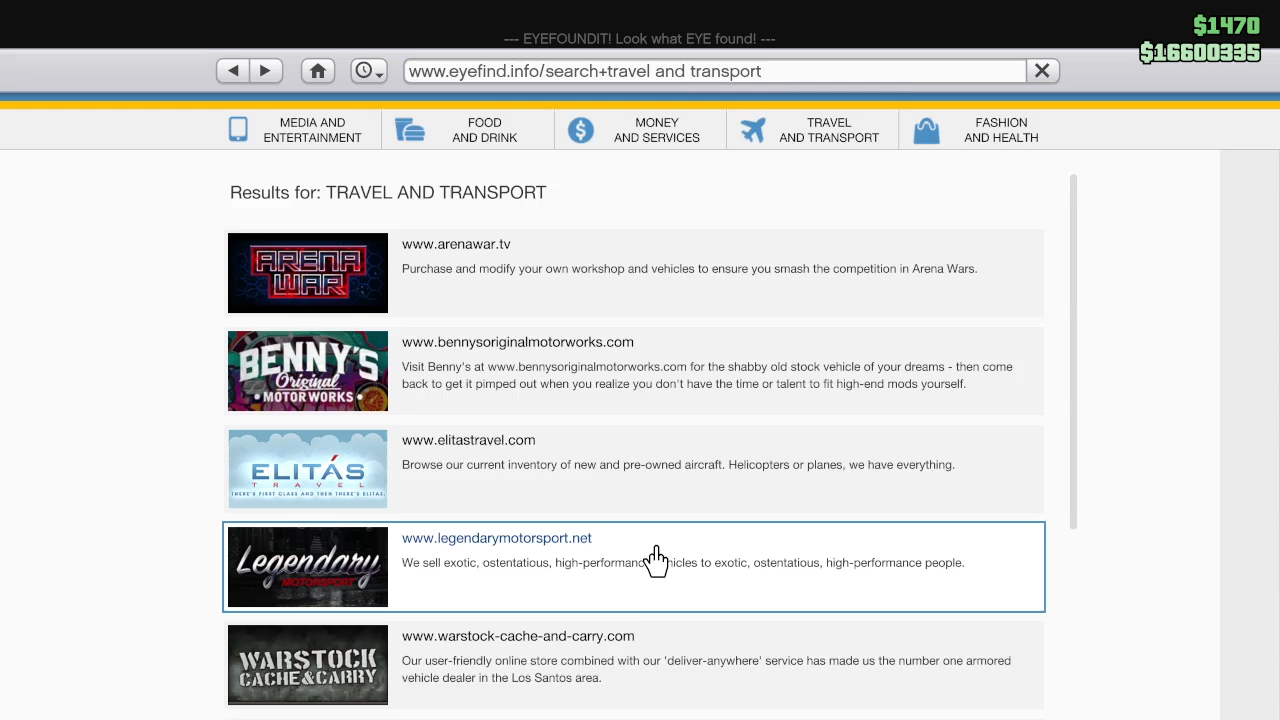 $1470
--- EYEFOUNDIT! Look what EYE found! ---
$16600335
www.eyefind.info/search+travel and transport
MEDIA AND
ENTERTAINMENT
FOOD
AND DRINK
MONEY
AND SERVICES
TRAVEL
AND TRANSPORT
FASHION
AND HEALTH
Results for: TRAVEL AND TRANSPORT
ARENA
WAR
www.arenawar.tv
Purchase and modify your own workshop and vehicles to ensure you smash the competition in Arena Wars.
BENNY'S
Original
MOTOR WORKS
www.bennysoriginalmotorworks.com
Visit Benny's at www.bennysoriginalmotorworks.com for the shabby old stock vehicle of your dreams - then come
back to get it pimped out when you realize you don't have the time or talent to fit high-end mods yourself.
ELITÁS
TRAVEL
THERE'S FIRST CLASS AND THEN THERE'S ELITAS.
www.elitastravel.com
Browse our current inventory of new and pre-owned aircraft. Helicopters or planes, we have everything.
Legendary
MOTORSPORT
www.legendarymotorsport.net
We sell exotic, ostentatious, high-performance vehicles to exotic, ostentatious, high-performance people.
WARSTOCK
CACHE&CARRY
www.warstock-cache-and-carry.com
Our user-friendly online store combined with our 'deliver-anywhere' service has made us the number one armored
vehicle dealer in the Los Santos area.